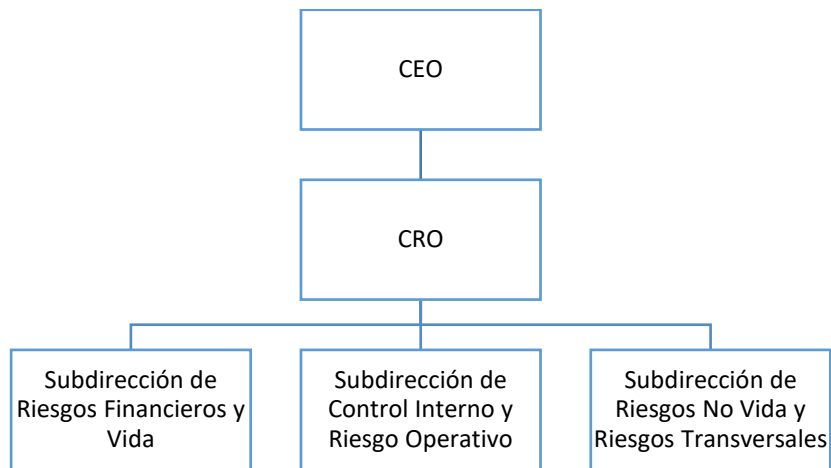 CEO
CRO
Subdirección de
Riesgos Financieros y
Vida
Subdirección de
Control Interno y
Riesgo Operativo
Subdirección de
Riesgos No Vida y
Riesgos Transversales